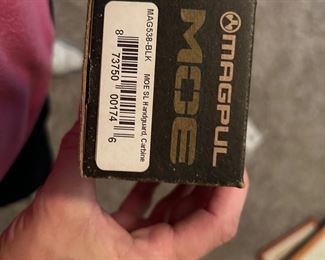 MAGPUL
MOE
MAG538-BLK
MOE SL Handguard, Carbine
8 73750 00174 6